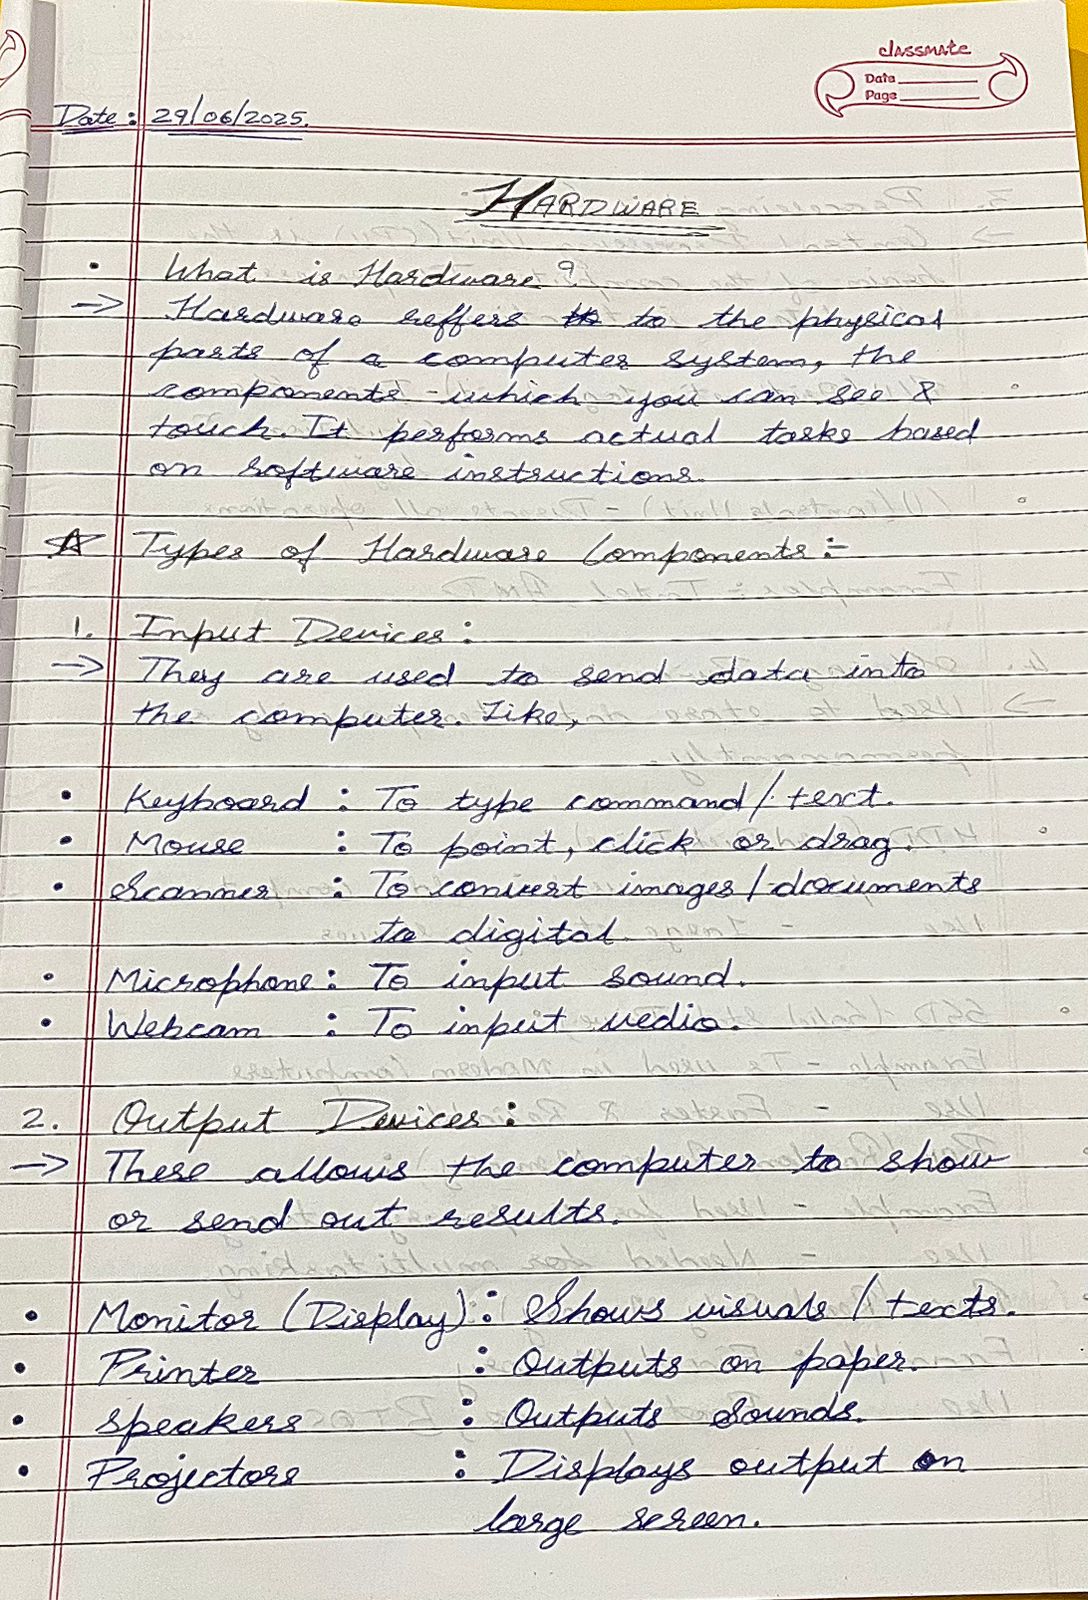 classmate
Date
Page
Date: 29/06/2025.
HARDWARE
• What is Hardware?
→ Hardware reffers to the physical
parts of a computer system, the
components - which you can see &
touch. It performs actual tasks based
on software instructions.
☆ Types of Hardware Components:-
1. Input Devices:
→ They are used to send data into
the computer. Like,
• Keyboard : To type command/text.
• Mouse : To point, click or drag.
• Scanner : To convert images/documents
to digital.
• Microphone: To input sound.
• Webcam : To input vedio.
2. Output Devices:
→ These allows the computer to show
or send out results.
• Monitor (Display): Shows visuals / texts.
• Printer : Outputs on paper.
• Speakers : Outputs Sounds.
• Projectors : Displays output on
large screen.